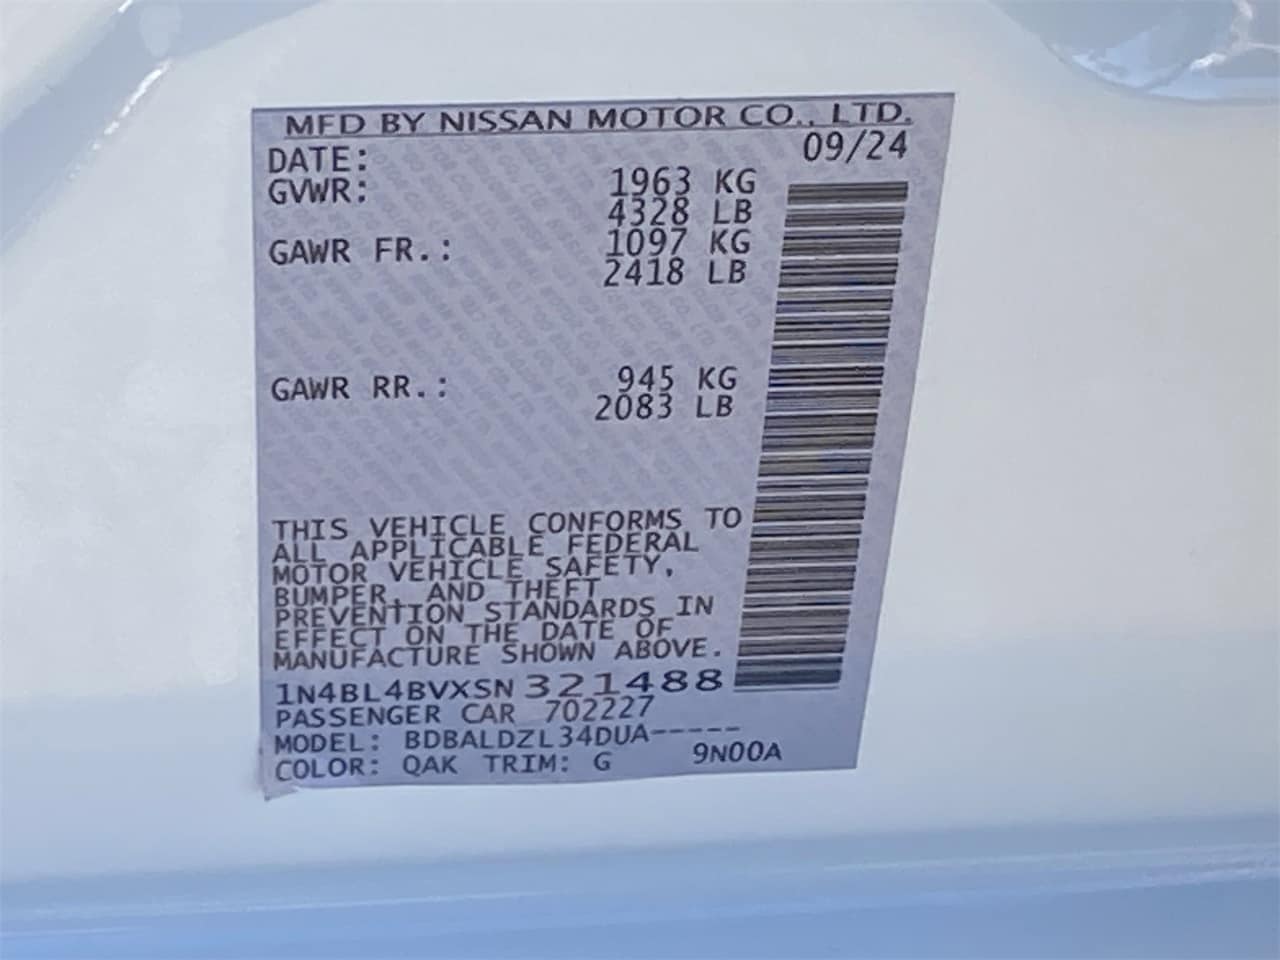 MFD BY NISSAN MOTOR CO., LTD.
DATE: 09/24
GVWR: 1963 KG
4328 LB
GAWR FR.: 1097 KG
2418 LB
GAWR RR.: 945 KG
2083 LB
THIS VEHICLE CONFORMS TO
ALL APPLICABLE FEDERAL
MOTOR VEHICLE SAFETY,
BUMPER, AND THEFT
PREVENTION STANDARDS IN
EFFECT ON THE DATE OF
MANUFACTURE SHOWN ABOVE.
1N4BL4BVXSN321488
PASSENGER CAR 702227
MODEL: BDBALDZL34DUA-----
COLOR: QAK TRIM: G 9N00A